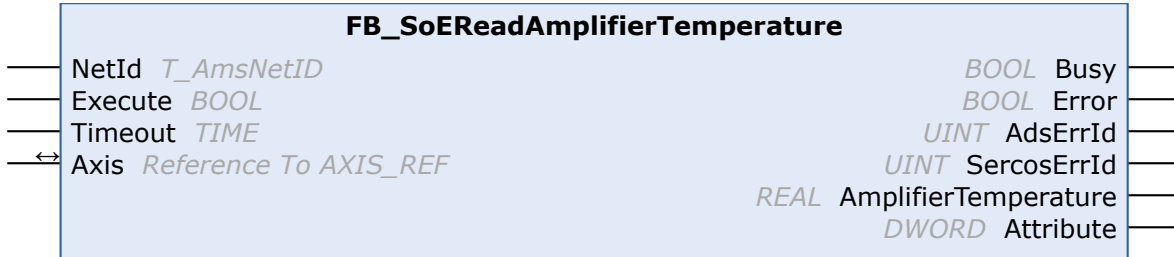 FB_SoEReadAmplifierTemperature
NetId T_AmsNetID BOOL Busy
Execute BOOL BOOL Error
Timeout TIME UINT AdsErrId
↔ Axis Reference To AXIS_REF UINT SercosErrId
REAL AmplifierTemperature
DWORD Attribute